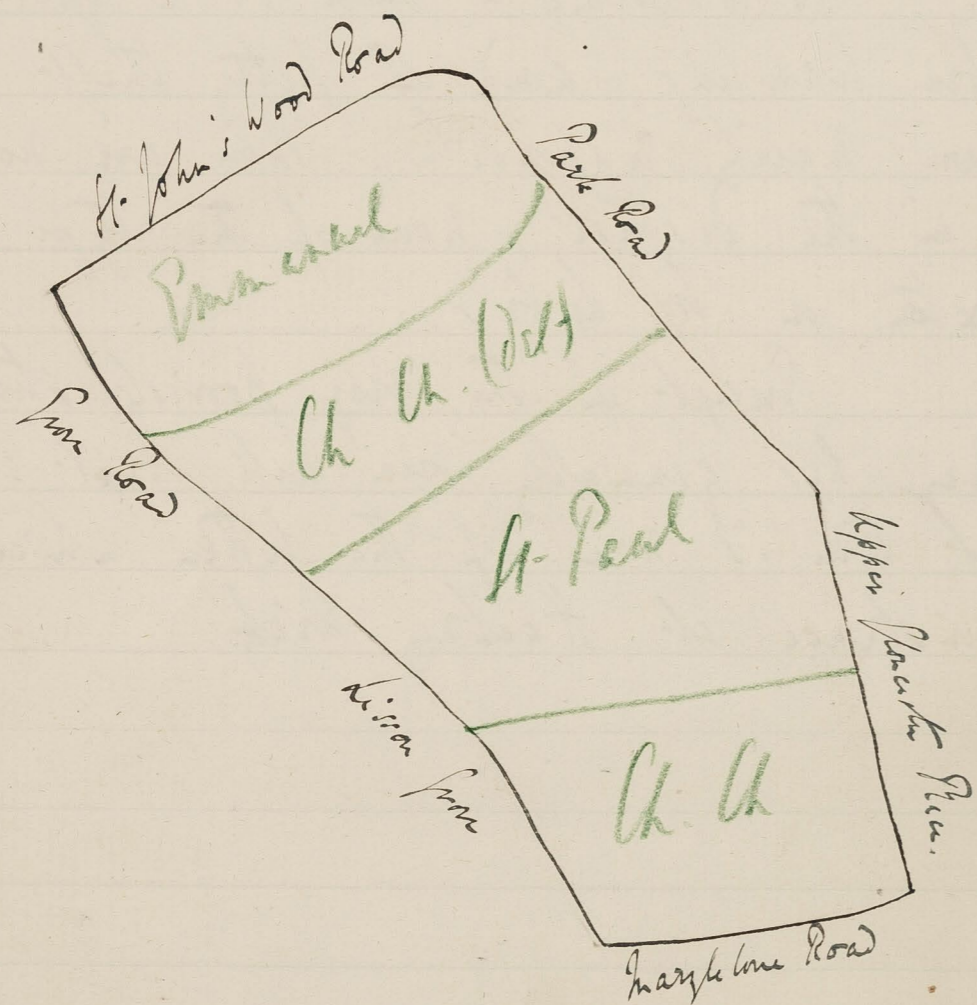 St. John's Wood Road
Park Road
Emmanuel
Ch Ch. (Det)
Grove Road
St. Paul
Upper Gloucester Place.
Lisson Grove
Ch. Ch
Marylebone Road